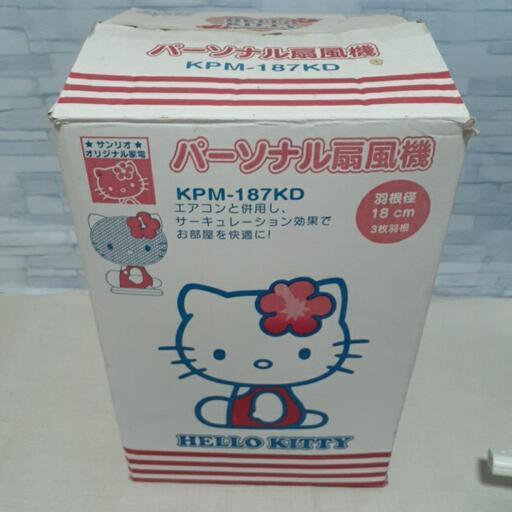 HELLO
KITTY
パーソナル扇風機
KPM-187KD
★サンリオ★
オリジナル家電
パーソナル扇風機
KPM-187KD
エアコンと併用し、
サーキュレーション効果で
お部屋を快適に!
羽根径
18cm
3枚羽根
HELLO KITTY